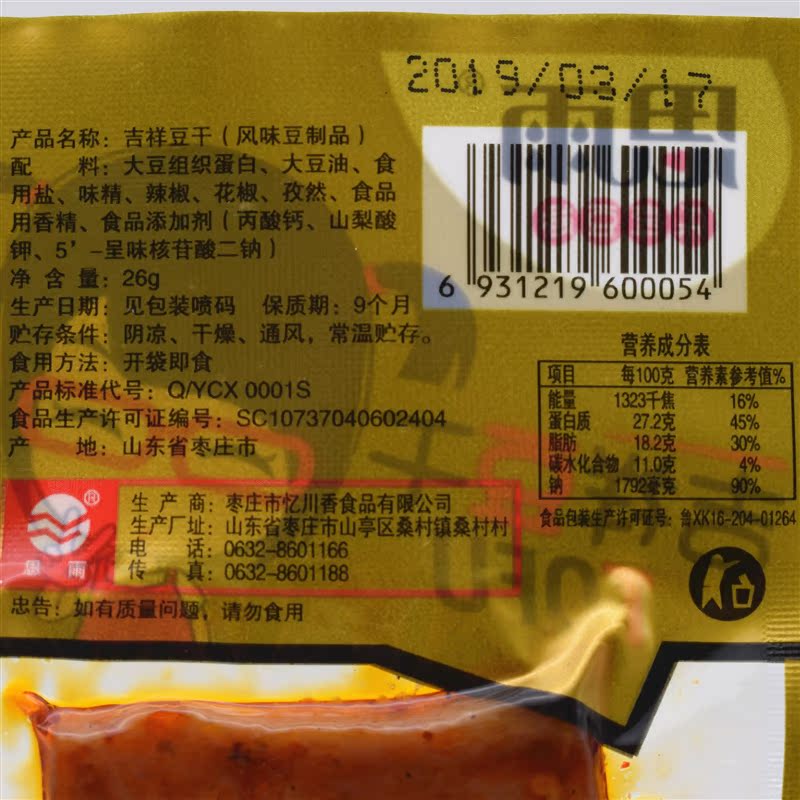 2019/03/17
产品名称：吉祥豆干（风味豆制品）
配 料：大豆组织蛋白、大豆油、食
用盐、味精、辣椒、花椒、孜然、食品
用香精、食品添加剂（丙酸钙、山梨酸
钾、5’-呈味核苷酸二钠）
净 含 量：26g
生产日期：见包装喷码 保质期：9个月
贮存条件：阴凉、干燥、通风，常温贮存。
食用方法：开袋即食
产品标准代号：Q/YCX 0001S
食品生产许可证编号：SC10737040602404
产 地：山东省枣庄市
6 931219 600054
营养成分表
项目 每100克 营养素参考值%
能量 1323千焦 16%
蛋白质 27.2克 45%
脂肪 18.2克 30%
碳水化合物 11.0克 4%
钠 1792毫克 90%
食品包装生产许可证号：鲁XK16-204-01264
®
思 雨
生 产 商：枣庄市忆川香食品有限公司
生产厂址：山东省枣庄市山亭区桑村镇桑村村
电 话：0632-8601166
传 真：0632-8601188
忠告：如有质量问题，请勿食用